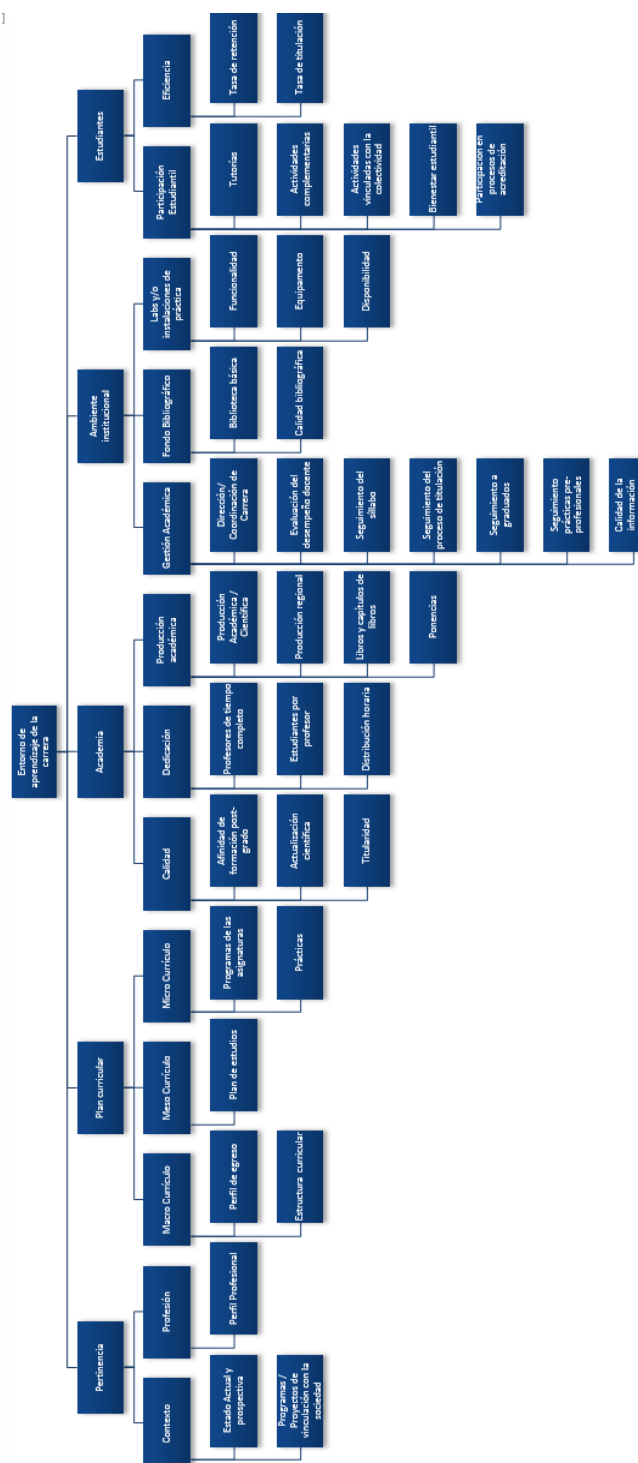 Entorno de
aprendizaje de la
carrera
Pertinencia
Plan curricular
Academia
Ambiente
institucional
Estudiantes
Contexto
Profesión
Macro Currículo
Meso Currículo
Micro Currículo
Calidad
Dedicación
Producción
académica
Gestión Académica
Fondo Bibliográfico
Labs y/o
instalaciones de
práctica
Participación
Estudiantil
Eficiencia
Estado Actual y
prospectiva
Programas /
Proyectos de
vinculación con la
sociedad
Perfil Profesional
Perfil de egreso
Estructura curricular
Plan de estudios
Programas de las
asignaturas
Prácticas
Afinidad de
formación post-
grado
Actualización
científica
Titularidad
Profesores de tiempo
completo
Estudiantes por
profesor
Distribución horaria
Producción
Académica /
Científica
Producción regional
Libros y capítulos de
libros
Ponencias
Dirección/
Coordinación de
Carrera
Evaluación del
desempeño docente
Seguimiento del
sílabo
Seguimiento del
proceso de titulación
Seguimiento a
graduados
Seguimiento
prácticas pre-
profesionales
Calidad de la
información
Biblioteca básica
Calidad bibliográfica
Funcionalidad
Equipamento
Disponibilidad
Tutorías
Actividades
complementarias
Actividades
vinculadas con la
colectividad
Bienestar estudiantil
Participación en
procesos de
acreditación
Tasa de retención
Tasa de titulación